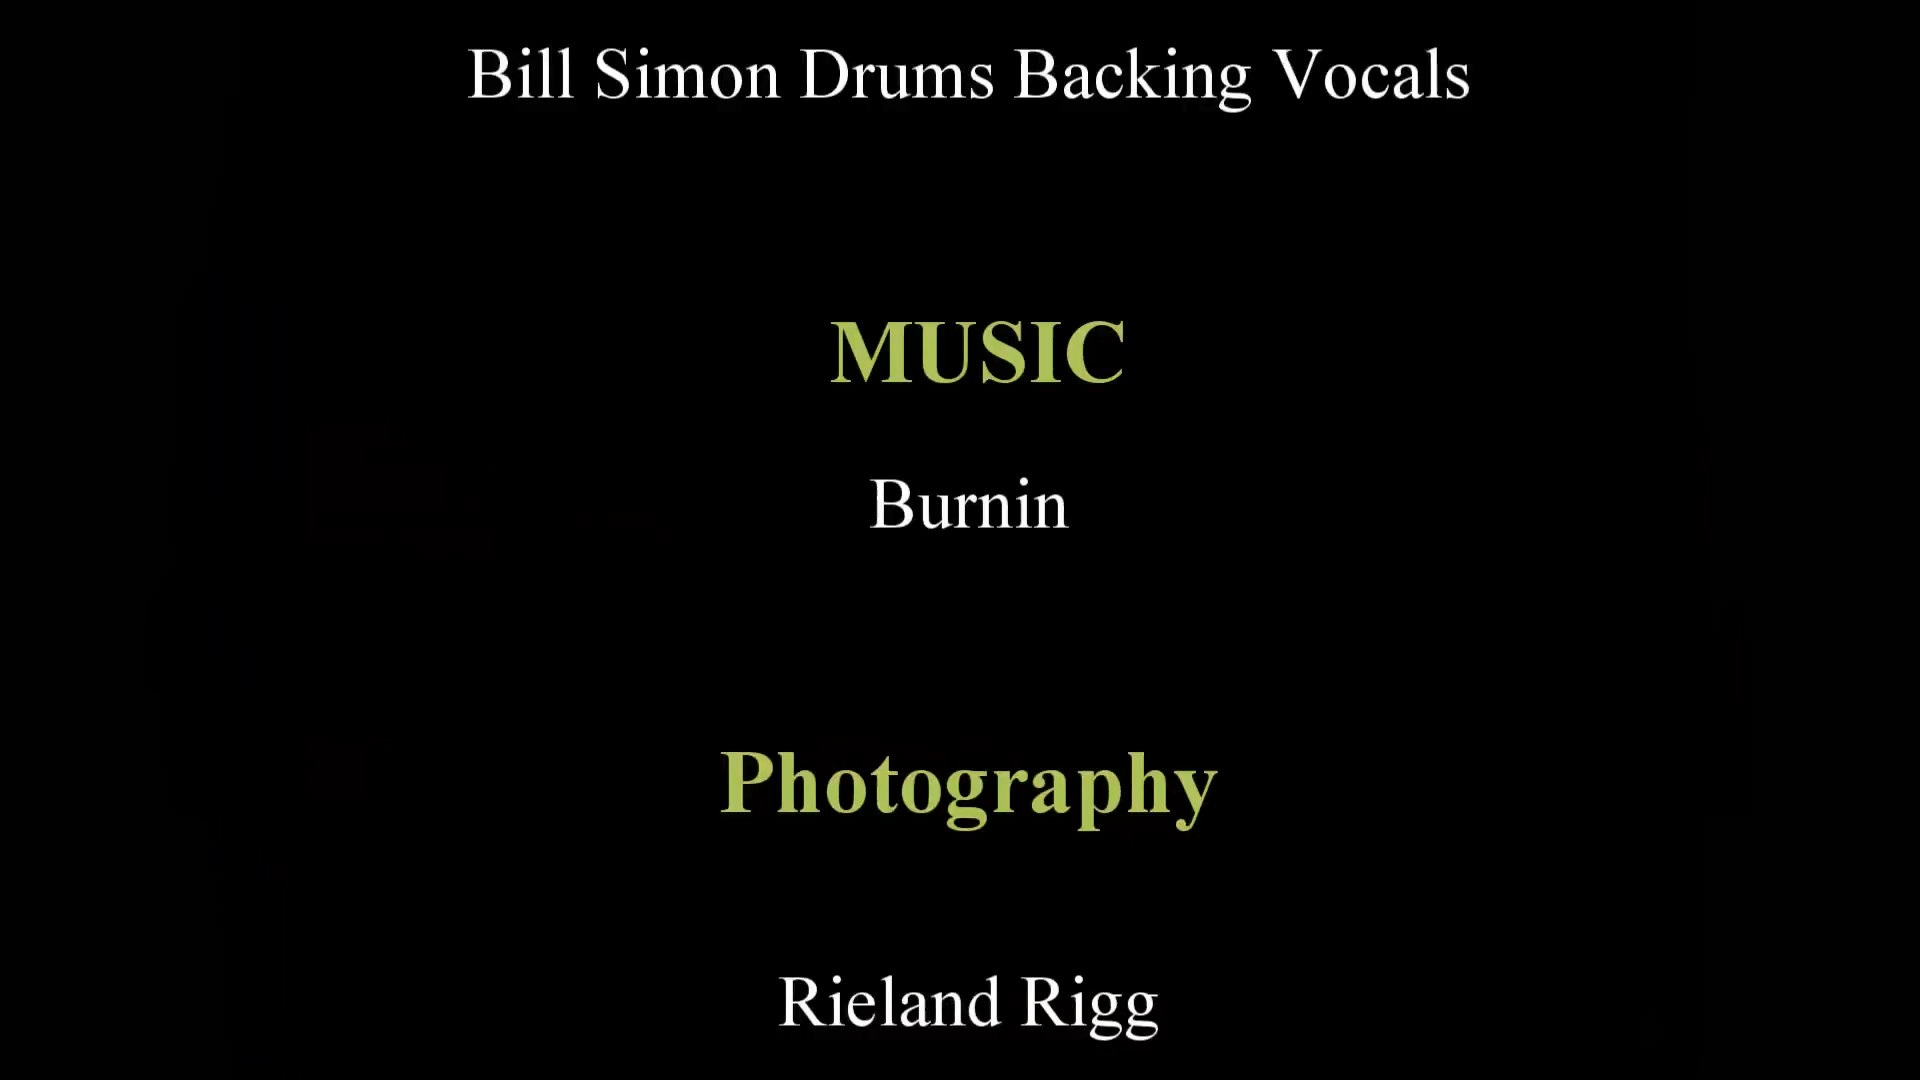 Bill Simon Drums Backing Vocals
MUSIC
Burnin
Photography
Rieland Rigg